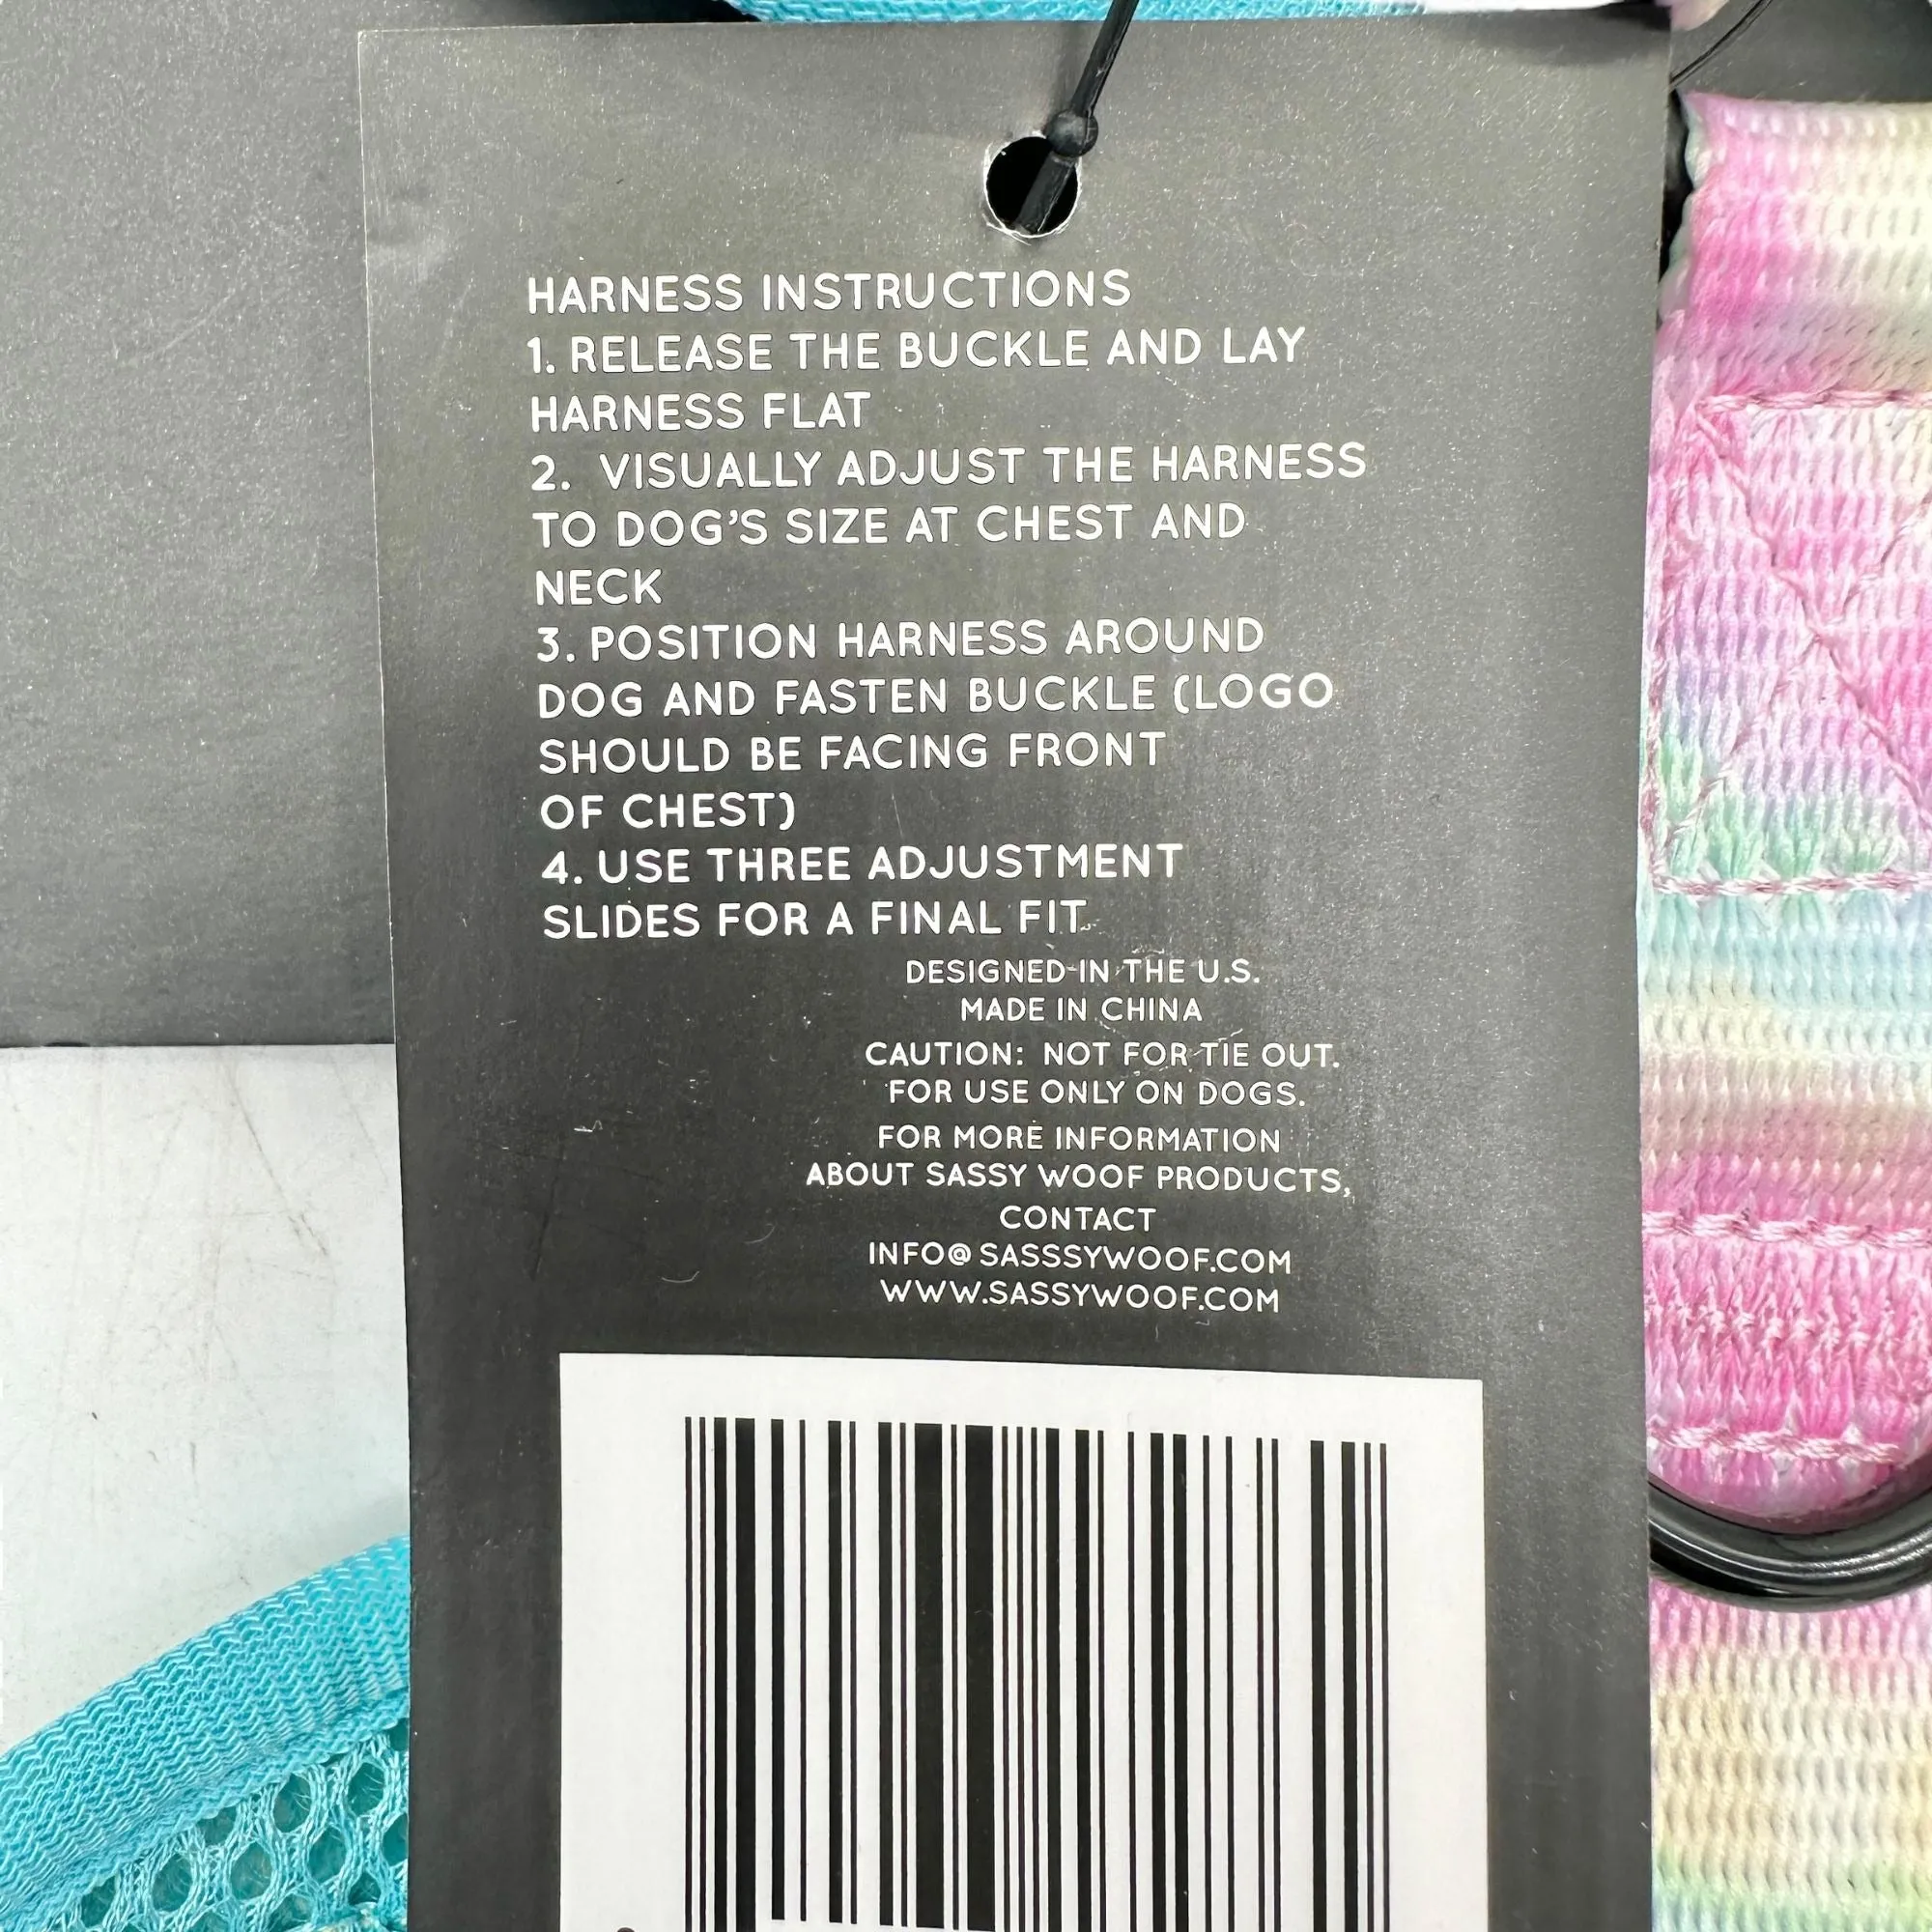 HARNESS INSTRUCTIONS
1. RELEASE THE BUCKLE AND LAY
HARNESS FLAT
2. VISUALLY ADJUST THE HARNESS
TO DOG'S SIZE AT CHEST AND
NECK
3. POSITION HARNESS AROUND
DOG AND FASTEN BUCKLE (LOGO
SHOULD BE FACING FRONT
OF CHEST)
4. USE THREE ADJUSTMENT
SLIDES FOR A FINAL FIT
DESIGNED IN THE U.S.
MADE IN CHINA
CAUTION: NOT FOR TIE OUT.
FOR USE ONLY ON DOGS.
FOR MORE INFORMATION
ABOUT SASSY WOOF PRODUCTS,
CONTACT
INFO@SASSSYWOOF.COM
WWW.SASSYWOOF.COM